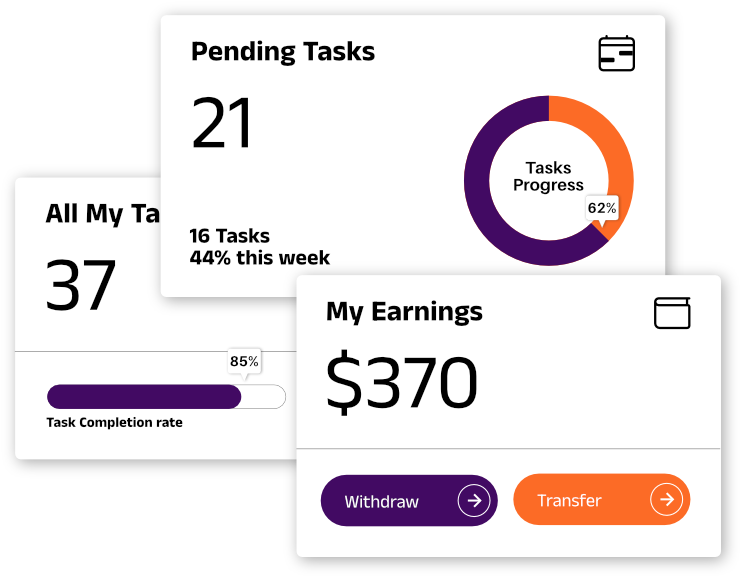 Pending Tasks
21
Tasks
Progress
62%
16 Tasks
44% this week
All My Ta
37
85%
Task Completion rate
My Earnings
$370
Withdraw
Transfer